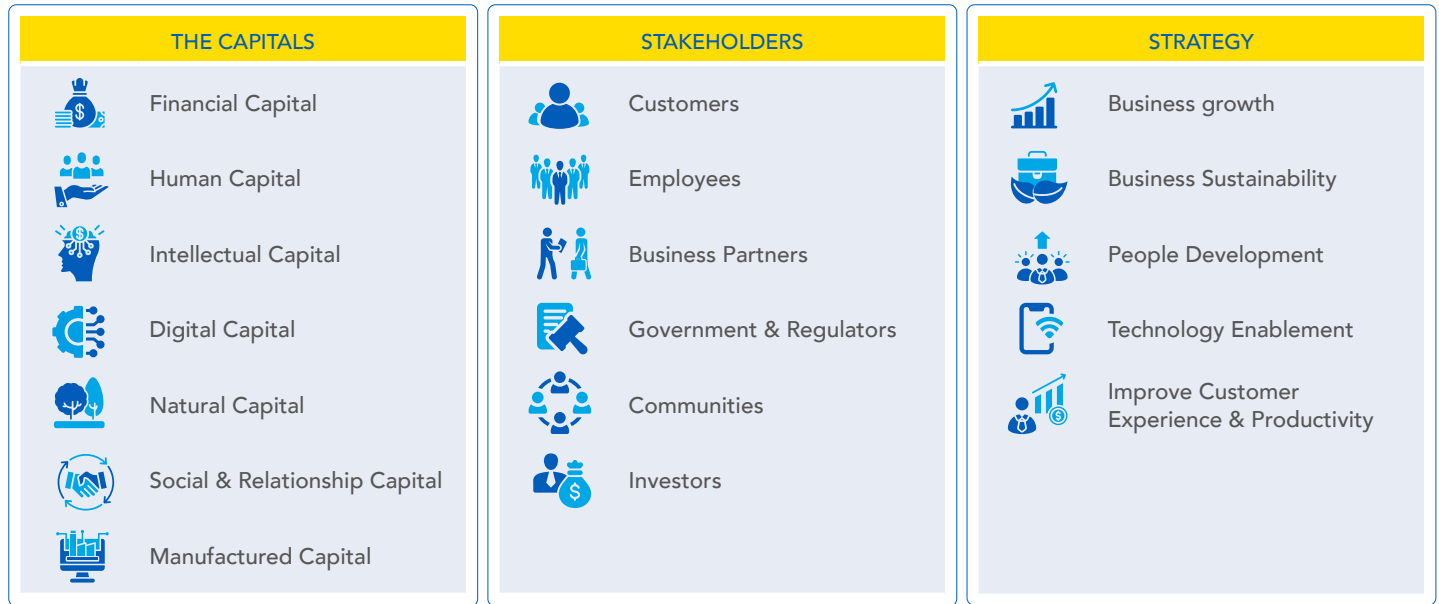 THE CAPITALS
Financial Capital
Human Capital
Intellectual Capital
Digital Capital
Natural Capital
Social & Relationship Capital
Manufactured Capital
STAKEHOLDERS
Customers
Employees
Business Partners
Government & Regulators
Communities
Investors
STRATEGY
Business growth
Business Sustainability
People Development
Technology Enablement
Improve Customer
Experience & Productivity